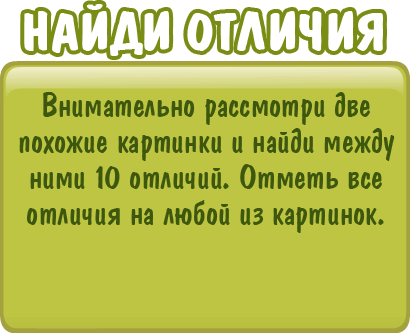 НАЙДИ ОТЛИЧИЯ
Внимательно рассмотри две
похожие картинки и найди между
ними 10 отличий. Отметь все
отличия на любой из картинок.